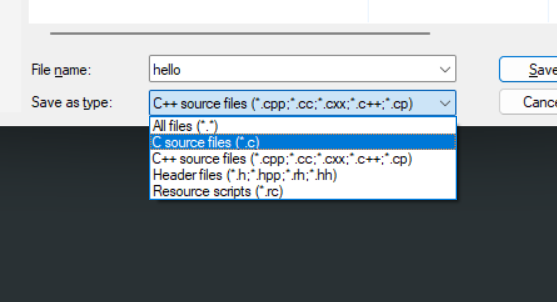 File name:
hello
Save
Save as type:
C++ source files (*.cpp;*.cc;*.cxx;*.c++;*.cp)
Cance
All files (*.*)
C source files (*.c)
C++ source files (*.cpp;*.cc;*.cxx;*.c++;*.cp)
Header files (*.h;*.hpp;*.rh;*.hh)
Resource scripts (*.rc)